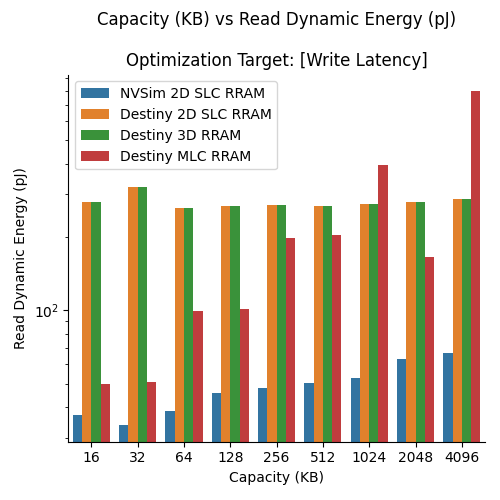 Capacity (KB) vs Read Dynamic Energy (pJ)
Optimization Target: [Write Latency]
NVSim 2D SLC RRAM
Destiny 2D SLC RRAM
Destiny 3D RRAM
Destiny MLC RRAM
Read Dynamic Energy (pJ)
10²
16 32 64 128 256 512 1024 2048 4096
Capacity (KB)